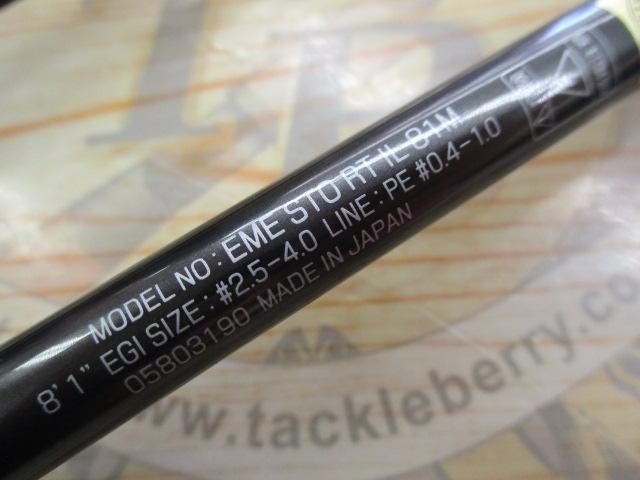 MODEL NO : EME STO RT IL 81M
8' 1" EGI SIZE : #2.5-4.0 LINE : PE #0.4-1.0
05803190 MADE IN JAPAN
www.tackleberry.co